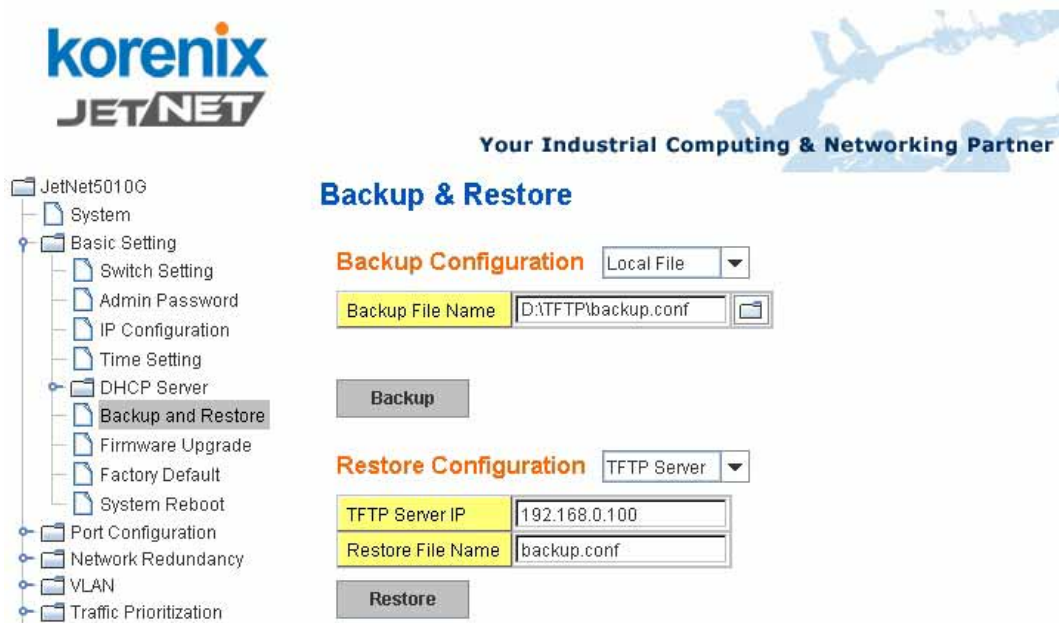 korenix
JETNET
Your Industrial Computing & Networking Partner
JetNet5010G
System
Basic Setting
Switch Setting
Admin Password
IP Configuration
Time Setting
DHCP Server
Backup and Restore
Firmware Upgrade
Factory Default
System Reboot
Port Configuration
Network Redundancy
VLAN
Traffic Prioritization
Backup & Restore
Backup Configuration Local File
Backup File Name D:\TFTP\backup.conf
Backup
Restore Configuration TFTP Server
TFTP Server IP 192.168.0.100
Restore File Name backup.conf
Restore